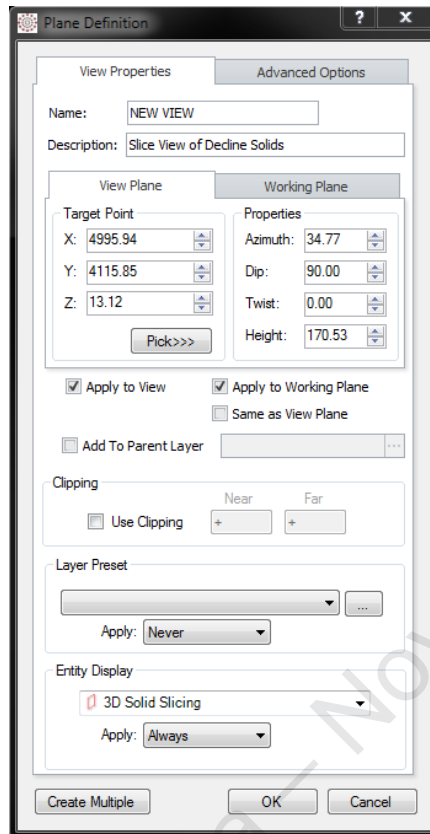 Plane Definition
? x
View Properties Advanced Options
Name: NEW VIEW
Description: Slice View of Decline Solids
View Plane Working Plane
Target Point Properties
X: 4995.94 Azimuth: 34.77
Y: 4115.85 Dip: 90.00
Z: 13.12 Twist: 0.00
Pick>>> Height: 170.53
Apply to View Apply to Working Plane
Same as View Plane
Add To Parent Layer ...
Clipping
Near Far
Use Clipping + +
Layer Preset
...
Apply: Never
Entity Display
3D Solid Slicing
Apply: Always
Create Multiple OK Cancel